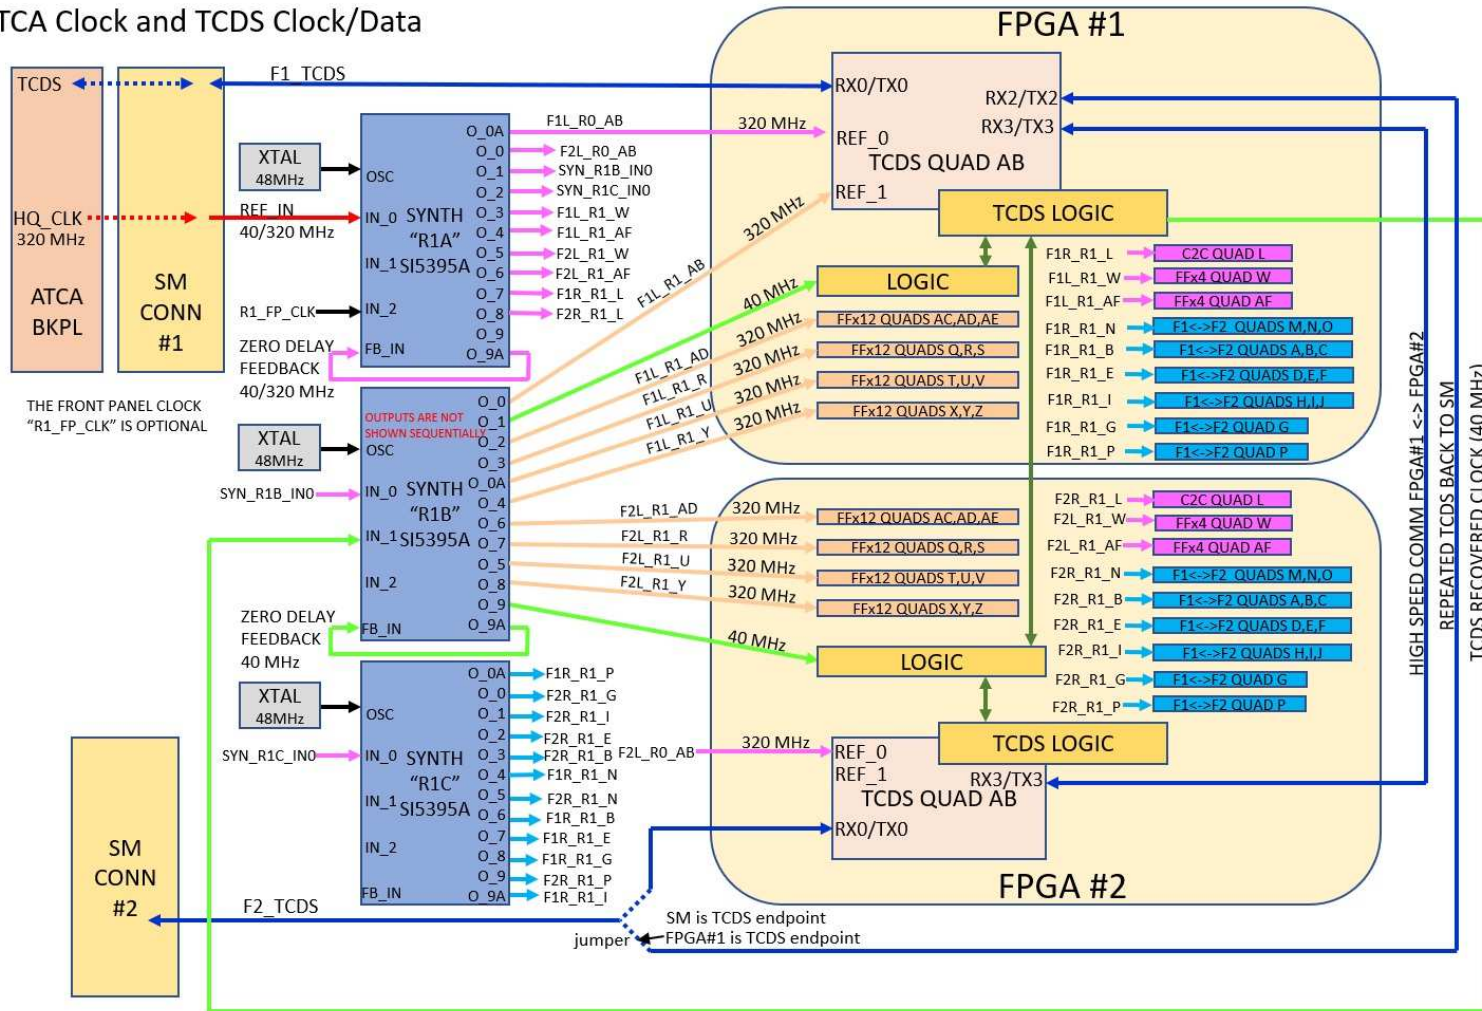 TCA Clock and TCDS Clock/Data
TCDS
HQ_CLK
320 MHz
ATCA
BKPL
SM
CONN
#1
THE FRONT PANEL CLOCK
"R1_FP_CLK" IS OPTIONAL
F1_TCDS
XTAL
48MHz
REF_IN
40/320 MHz
R1_FP_CLK
ZERO DELAY
FEEDBACK
40/320 MHz
OSC
IN_0
IN_1
IN_2
FB_IN
SYNTH
"R1A"
SI5395A
O_0A
O_0
O_1
O_2
O_3
O_4
O_5
O_6
O_7
O_8
O_9
O_9A
F1L_R0_AB
F2L_R0_AB
SYN_R1B_IN0
SYN_R1C_IN0
F1L_R1_W
F1L_R1_AF
F2L_R1_W
F2L_R1_AF
F1R_R1_L
F2R_R1_L
XTAL
48MHz
SYN_R1B_IN0
ZERO DELAY
FEEDBACK
40 MHz
OUTPUTS ARE NOT
SHOWN SEQUENTIALLY
OSC
IN_0
IN_1
IN_2
FB_IN
SYNTH
"R1B"
SI5395A
O_0
O_1
O_2
O_3
O_0A
O_4
O_6
O_7
O_5
O_8
O_9
O_9A
F1L_R1_AB
320 MHz
40 MHz
F1L_R1_AD
320 MHz
F1L_R1_R
320 MHz
F1L_R1_U
320 MHz
F1L_R1_Y
320 MHz
F2L_R1_AD
320 MHz
F2L_R1_R
320 MHz
F2L_R1_U
320 MHz
F2L_R1_Y
320 MHz
40 MHz
XTAL
48MHz
SYN_R1C_IN0
OSC
IN_0
IN_1
IN_2
FB_IN
SYNTH
"R1C"
SI5395A
O_0A
O_0
O_1
O_2
O_3
O_4
O_5
O_6
O_7
O_8
O_9
O_9A
F1R_R1_P
F2R_R1_G
F2R_R1_I
F2R_R1_E
F2R_R1_B
F1R_R1_N
F2R_R1_N
F1R_R1_B
F1R_R1_E
F1R_R1_G
F2R_R1_P
F1R_R1_I
SM
CONN
#2
F2_TCDS
jumper
SM is TCDS endpoint
FPGA#1 is TCDS endpoint
FPGA #1
320 MHz
RX0/TX0
RX2/TX2
RX3/TX3
REF_0
TCDS QUAD AB
REF_1
TCDS LOGIC
LOGIC
FFx12 QUADS AC,AD,AE
FFx12 QUADS Q,R,S
FFx12 QUADS T,U,V
FFx12 QUADS X,Y,Z
F1R_R1_L
C2C QUAD L
F1L_R1_W
FFx4 QUAD W
F1L_R1_AF
FFx4 QUAD AF
F1R_R1_N
F1<->F2 QUADS M,N,O
F1R_R1_B
F1<->F2 QUADS A,B,C
F1R_R1_E
F1<->F2 QUADS D,E,F
F1R_R1_I
F1<->F2 QUADS H,I,J
F1R_R1_G
F1<->F2 QUAD G
F1R_R1_P
F1<->F2 QUAD P
FFx12 QUADS AC,AD,AE
FFx12 QUADS Q,R,S
FFx12 QUADS T,U,V
FFx12 QUADS X,Y,Z
LOGIC
F2R_R1_L
C2C QUAD L
F2L_R1_W
FFx4 QUAD W
F2L_R1_AF
FFx4 QUAD AF
F2R_R1_N
F1<->F2 QUADS M,N,O
F2R_R1_B
F1<->F2 QUADS A,B,C
F2R_R1_E
F1<->F2 QUADS D,E,F
F2R_R1_I
F1<->F2 QUADS H,I,J
F2R_R1_G
F1<->F2 QUAD G
F2R_R1_P
F1<->F2 QUAD P
TCDS LOGIC
F2L_R0_AB
320 MHz
REF_0
REF_1
RX3/TX3
TCDS QUAD AB
RX0/TX0
FPGA #2
HIGH SPEED COMM FPGA#1 <-> FPGA#2
REPEATED TCDS BACK TO SM
TCDS RECOVERED CLOCK (40 MHz)